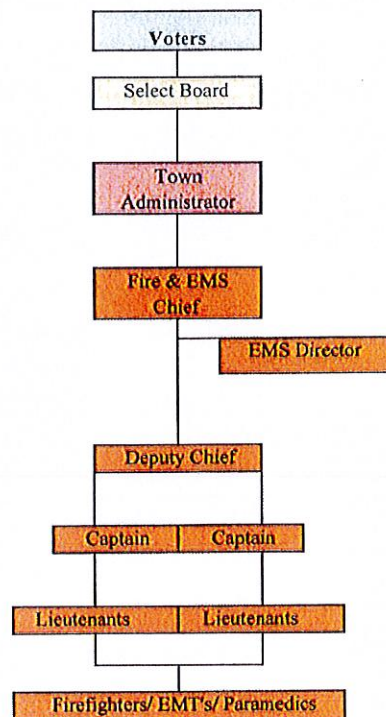 Voters
Select Board
Town
Administrator
Fire & EMS
Chief
EMS Director
Deputy Chief
Captain Captain
Lieutenants Lieutenants
Firefighters/ EMT's/ Paramedics